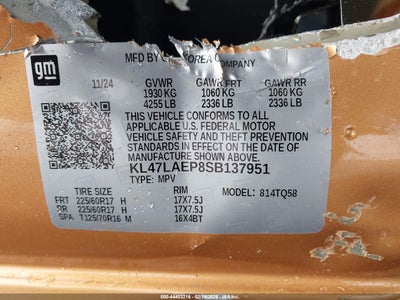 gm
MFD BY GM KOREA COMPANY
11/24 GVWR GAWR FRT GAWR RR
1930 KG 1060 KG 1060 KG
4255 LB 2336 LB 2336 LB
THIS VEHICLE CONFORMS TO ALL
APPLICABLE U.S. FEDERAL MOTOR
VEHICLE SAFETY AND THEFT PREVENTION
STANDARDS IN EFFECT ON THE DATE OF
MANUFACTURE SHOWN ABOVE.
KL47LAEP8SB137951
TYPE: MPV MODEL: 814TQ58
TIRE SIZE RIM
FRT 225/60R17 H 17X7.5J
RR 225/60R17 H 17X7.5J
SPA T125/70R16 M 16X4BT